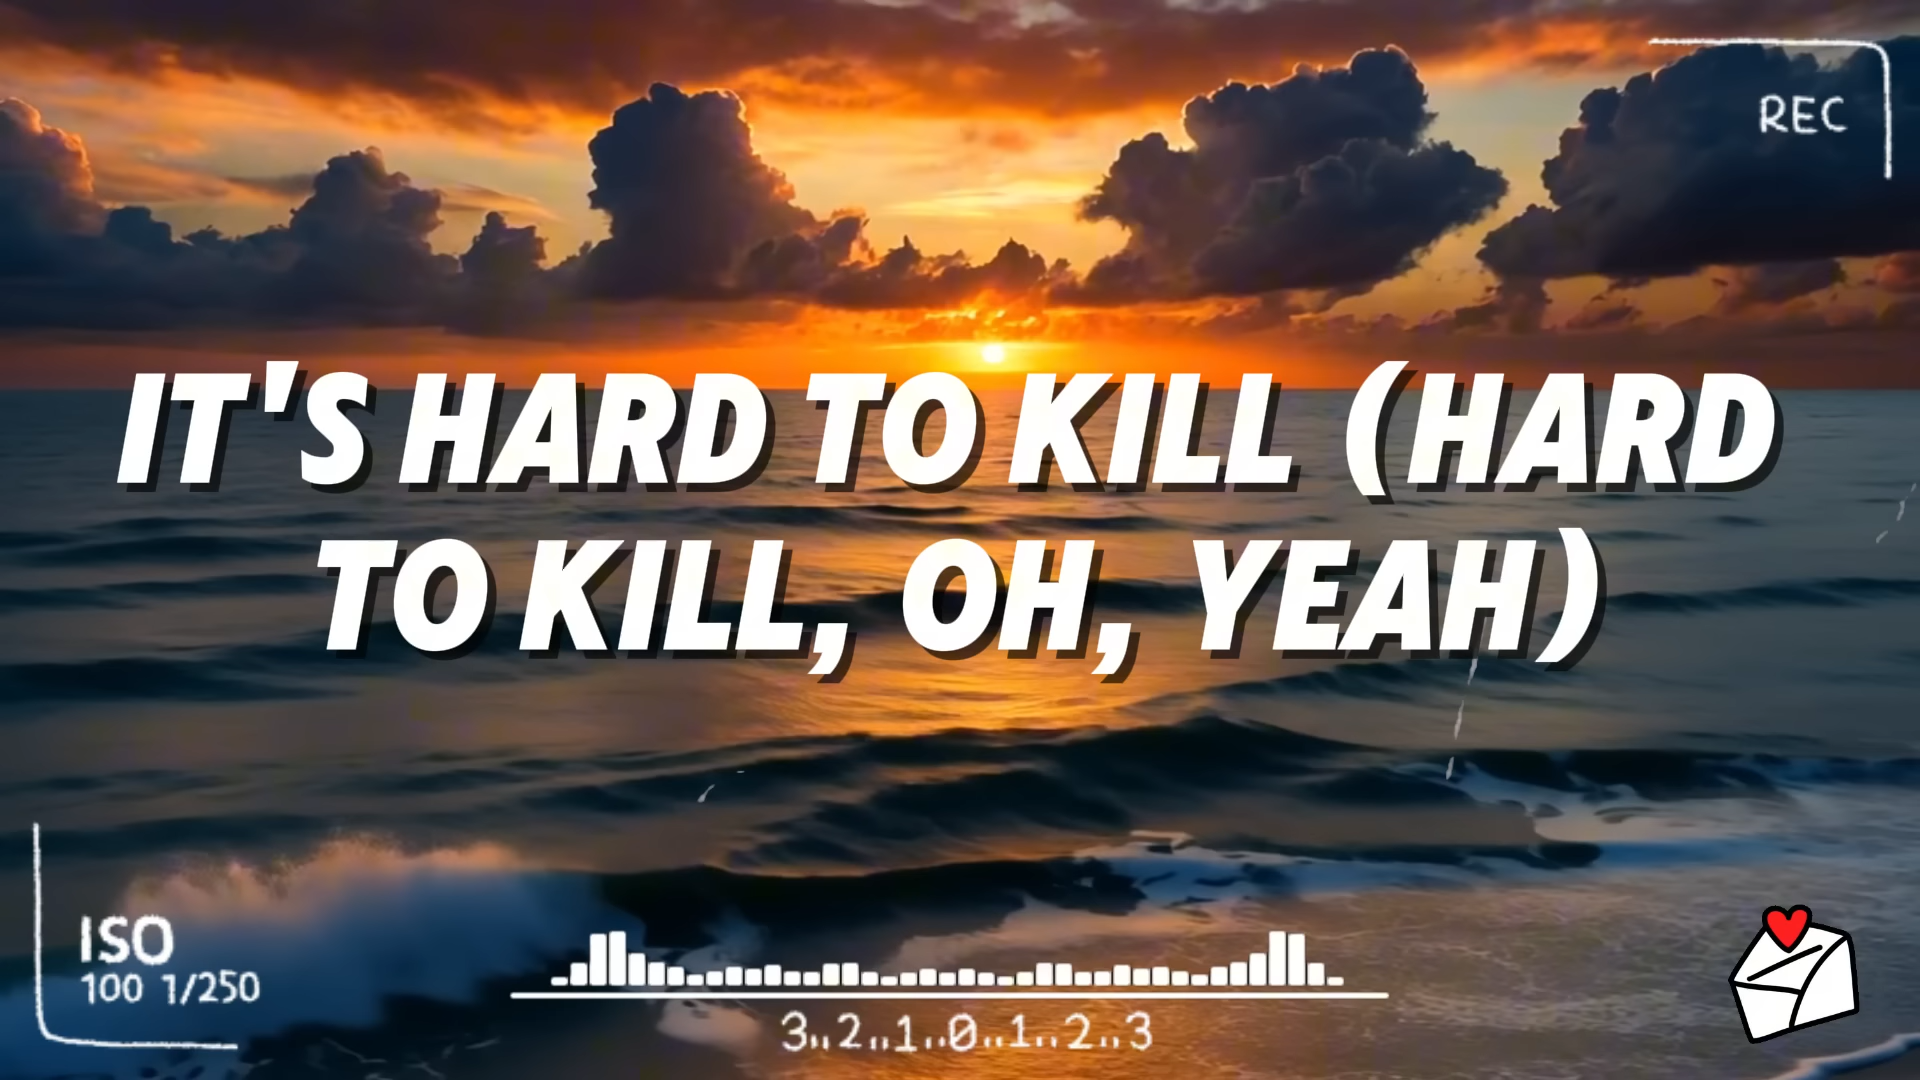 REC
IT'S HARD TO KILL (HARD
TO KILL, OH, YEAH)
ISO
100 1/250
3..2..1..0..1..2..3